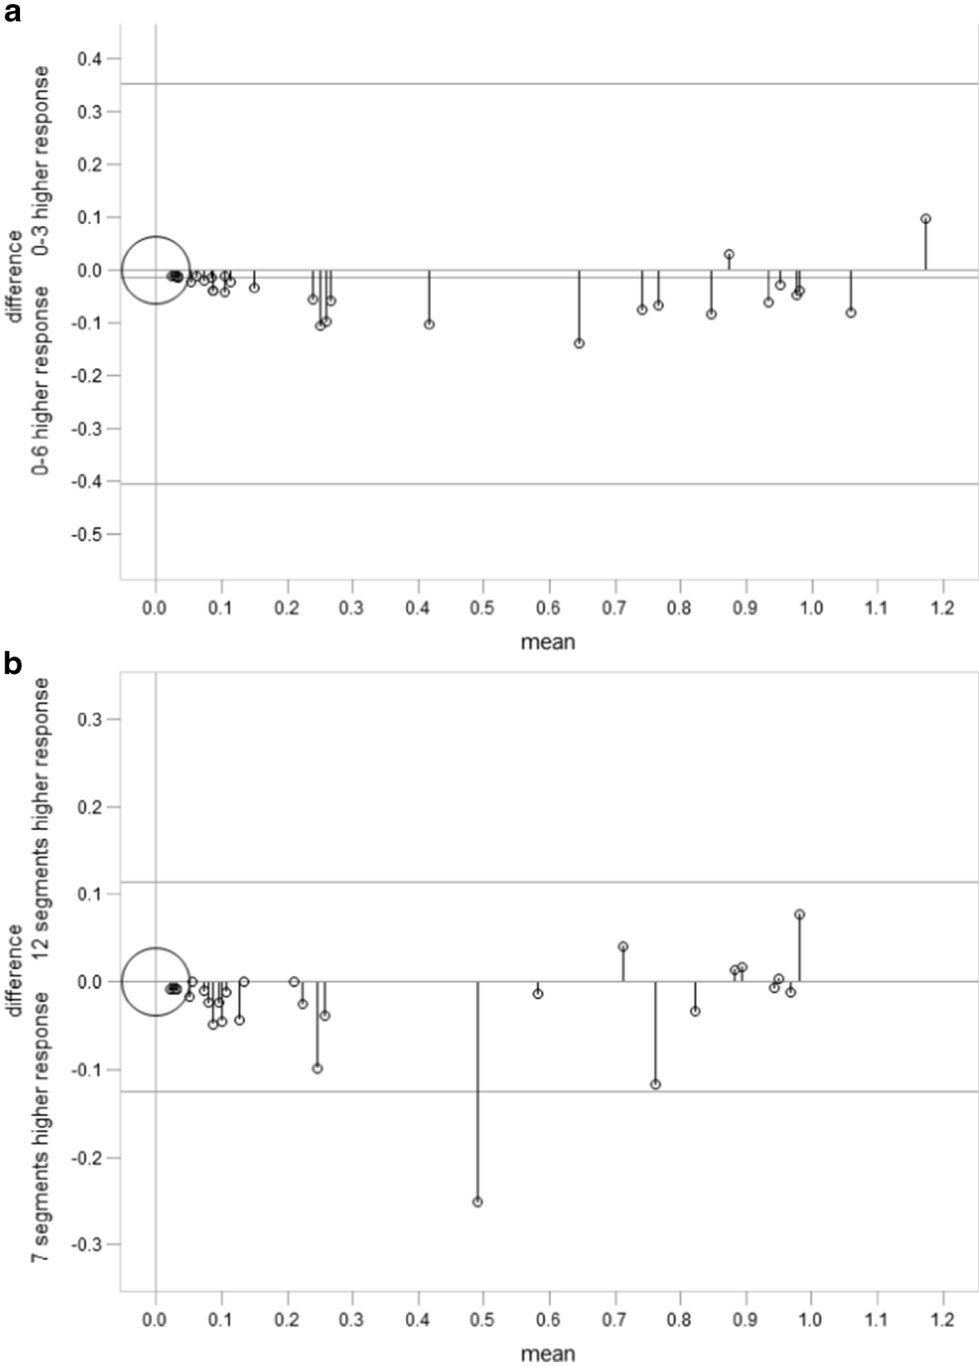 a
0-3 higher response
difference
0-6 higher response
0.4
0.3
0.2
0.1
0.0
-0.1
-0.2
-0.3
-0.4
-0.5
0.0 0.1 0.2 0.3 0.4 0.5 0.6 0.7 0.8 0.9 1.0 1.1 1.2
mean
b
12 segments higher response
difference
7 segments higher response
0.3
0.2
0.1
0.0
-0.1
-0.2
-0.3
0.0 0.1 0.2 0.3 0.4 0.5 0.6 0.7 0.8 0.9 1.0 1.1 1.2
mean